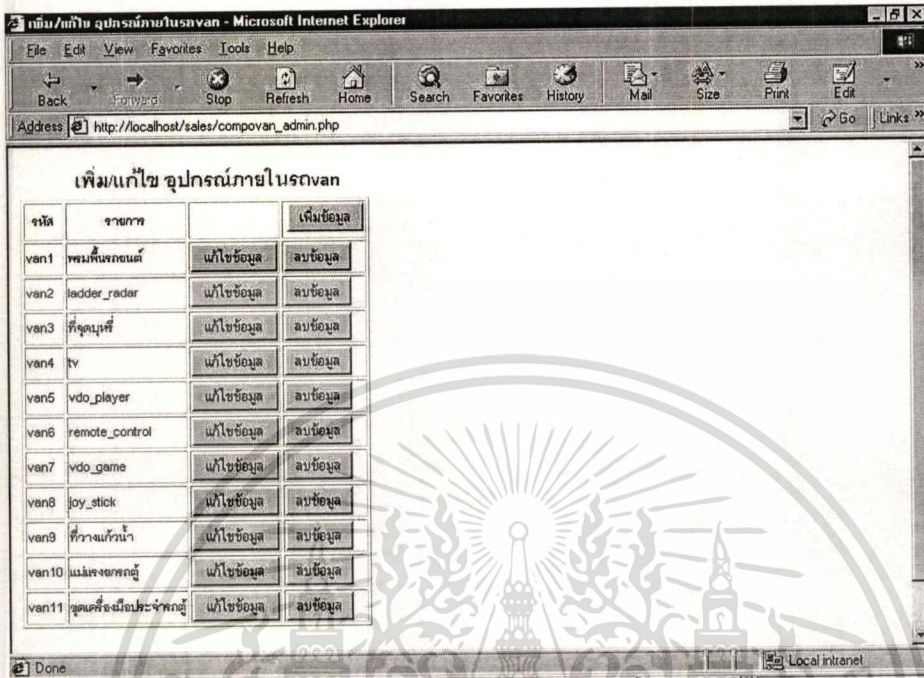 เพิ่ม/แก้ไข อุปกรณ์ภายในรถvan - Microsoft Internet Explorer
File Edit View Favorites Tools Help
Back Forward Stop Refresh Home Search Favorites History Mail Size Print Edit
Address http://localhost/sales/compovan_admin.php Go Links
เพิ่ม/แก้ไข อุปกรณ์ภายในรถvan
รหัส รายการ เพิ่มข้อมูล
van1 พรมพื้นรถยนต์ แก้ไขข้อมูล ลบข้อมูล
van2 ladder_radar แก้ไขข้อมูล ลบข้อมูล
van3 ที่จุดบุหรี่ แก้ไขข้อมูล ลบข้อมูล
van4 tv แก้ไขข้อมูล ลบข้อมูล
van5 vdo_player แก้ไขข้อมูล ลบข้อมูล
van6 remote_control แก้ไขข้อมูล ลบข้อมูล
van7 vdo_game แก้ไขข้อมูล ลบข้อมูล
van8 joy_stick แก้ไขข้อมูล ลบข้อมูล
van9 ที่วางแก้วน้ำ แก้ไขข้อมูล ลบข้อมูล
van10 แม่แรงยกรถตู้ แก้ไขข้อมูล ลบข้อมูล
van11 ชุดเครื่องมือประจำรถตู้ แก้ไขข้อมูล ลบข้อมูล
Done Local intranet